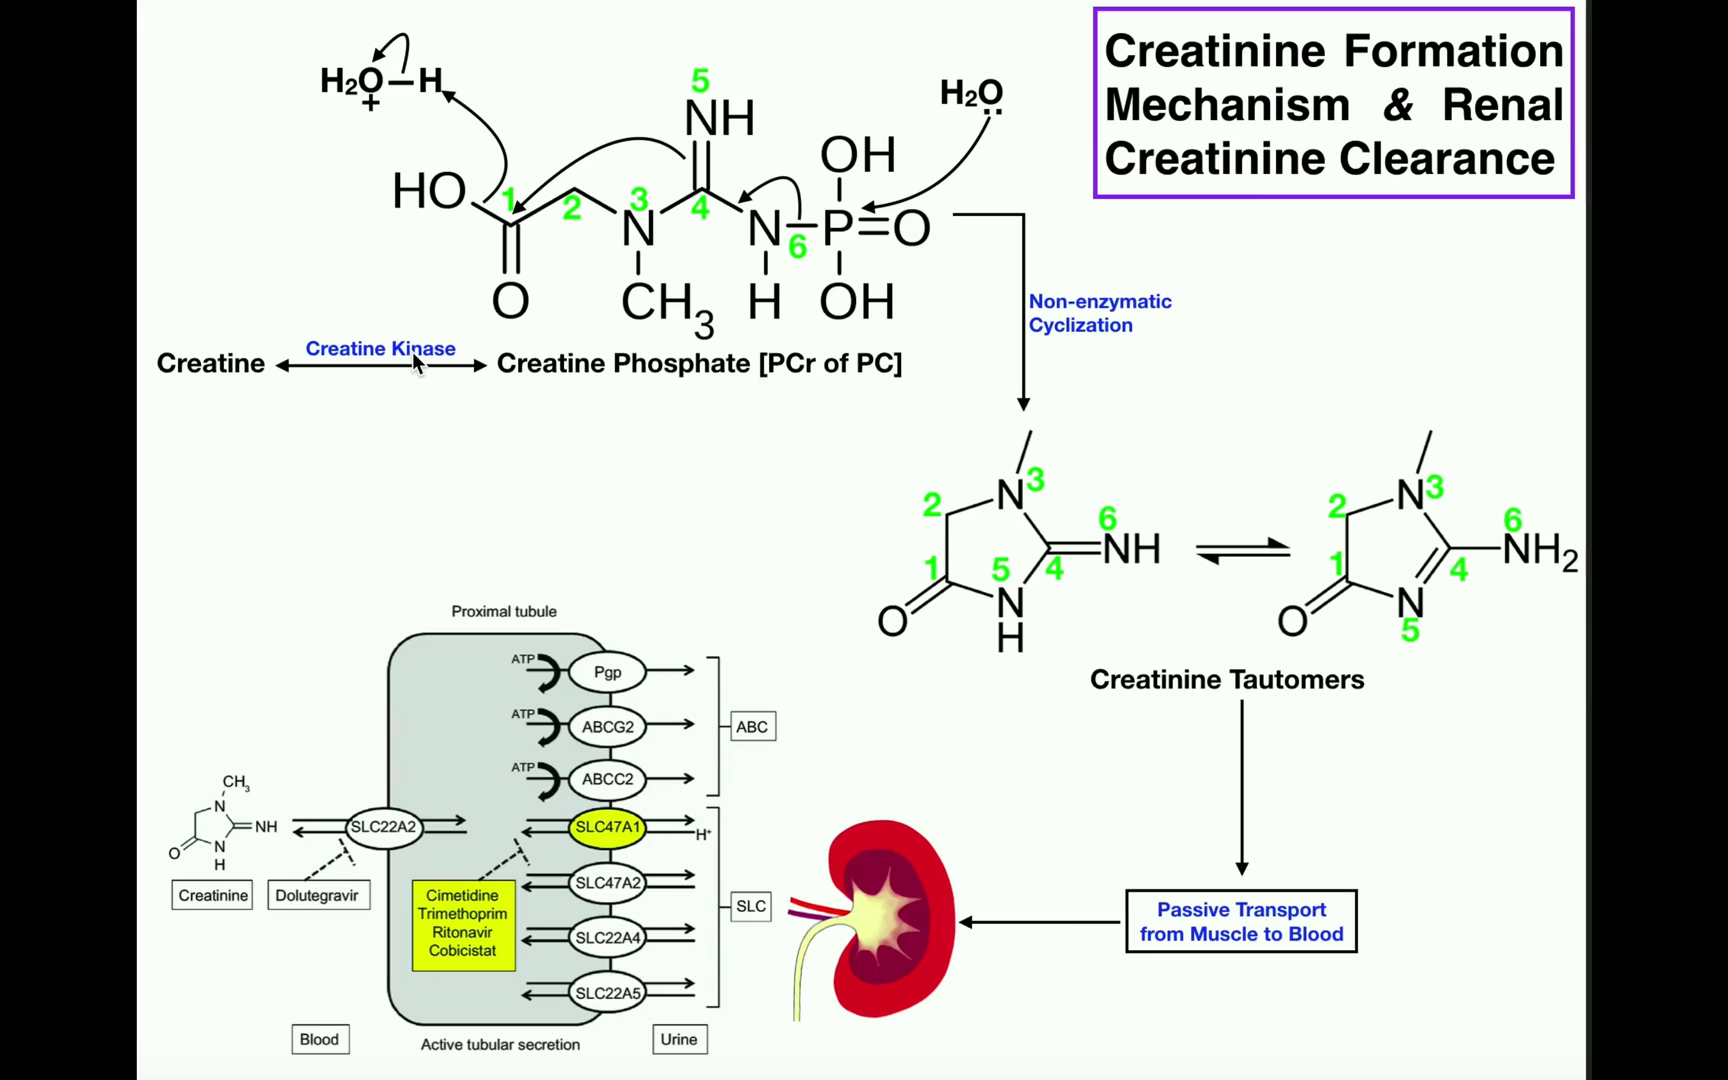 Creatinine Formation
Mechanism & Renal
Creatinine Clearance
H2O–H
+
H2O
5
NH
OH
HO
1
2
3
4
N
N
6
P
O
O
CH3
H
OH
Creatine
Creatine Kinase
Creatine Phosphate [PCr of PC]
Non-enzymatic
Cyclization
N
3
2
6
NH
1
5
4
O
N
H
N
3
2
6
NH2
1
4
O
N
5
Creatinine Tautomers
Passive Transport
from Muscle to Blood
Proximal tubule
ATP
Pgp
ATP
ABCG2
ABC
ATP
ABCC2
CH3
N
NH
O
N
H
SLC22A2
SLC47A1
H+
Creatinine
Dolutegravir
Cimetidine
Trimethoprim
Ritonavir
Cobicistat
SLC47A2
SLC
SLC22A4
SLC22A5
Blood
Active tubular secretion
Urine